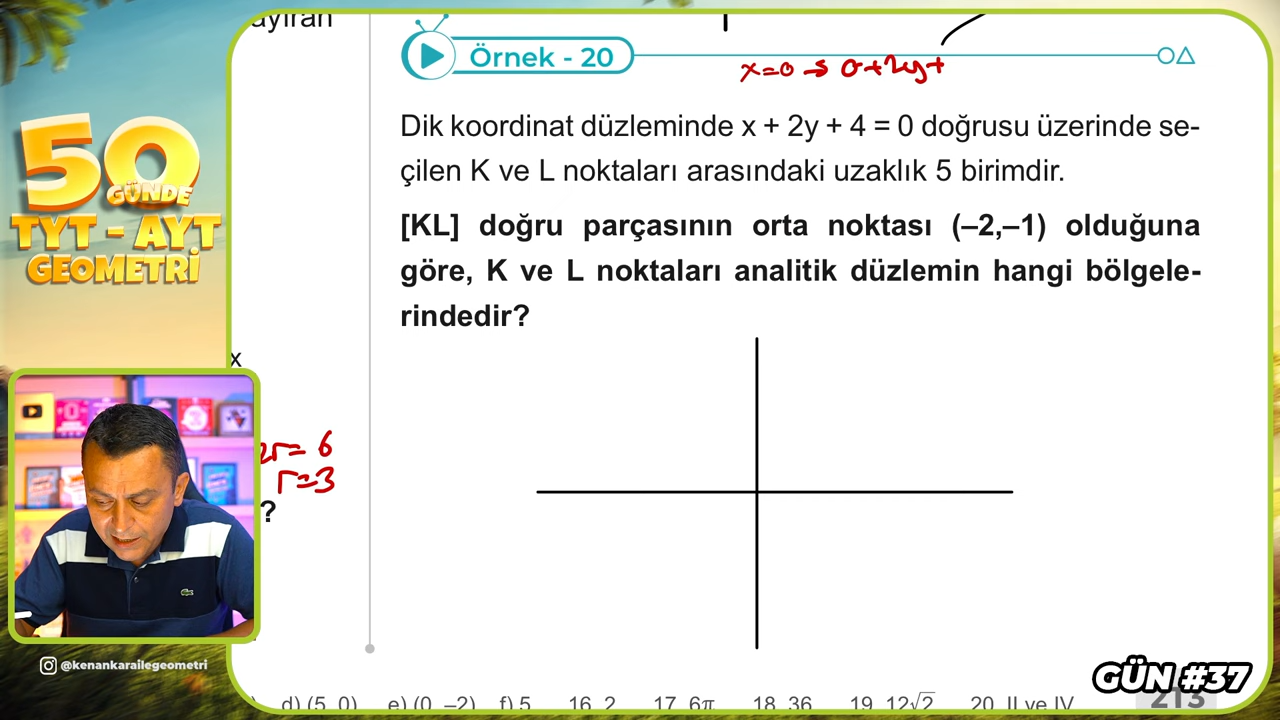 ayıran
Örnek - 20
x=0 → 0+2y+
Dik koordinat düzleminde x + 2y + 4 = 0 doğrusu üzerinde se-
çilen K ve L noktaları arasındaki uzaklık 5 birimdir.
[KL] doğru parçasının orta noktası (–2,–1) olduğuna
göre, K ve L noktaları analitik düzlemin hangi bölgele-
rindedir?
50
GÜNDE
TYT - AYT
GEOMETRİ
x
2r=6
r=3
?
@kenankarailegeometri
d) (5, 0) e) (0, –2) f) 5 16. 2 17. 6π 18. 36 19. 12√2 20. II ve IV
213
GÜN #37